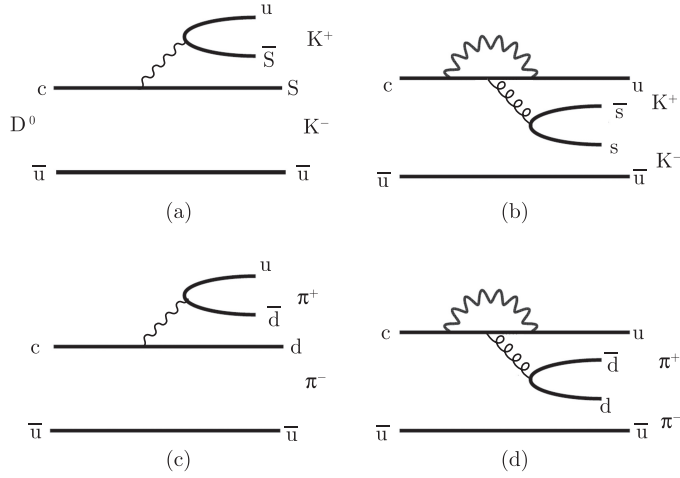 u
S̅ K⁺
c S
D⁰ K⁻
u̅ u̅
(a)
c u
s̅ K⁺
s K⁻
u̅ u̅
(b)
u
d̅ π⁺
c d
π⁻
u̅ u̅
(c)
c u
d̅ π⁺
d π⁻
u̅ u̅
(d)